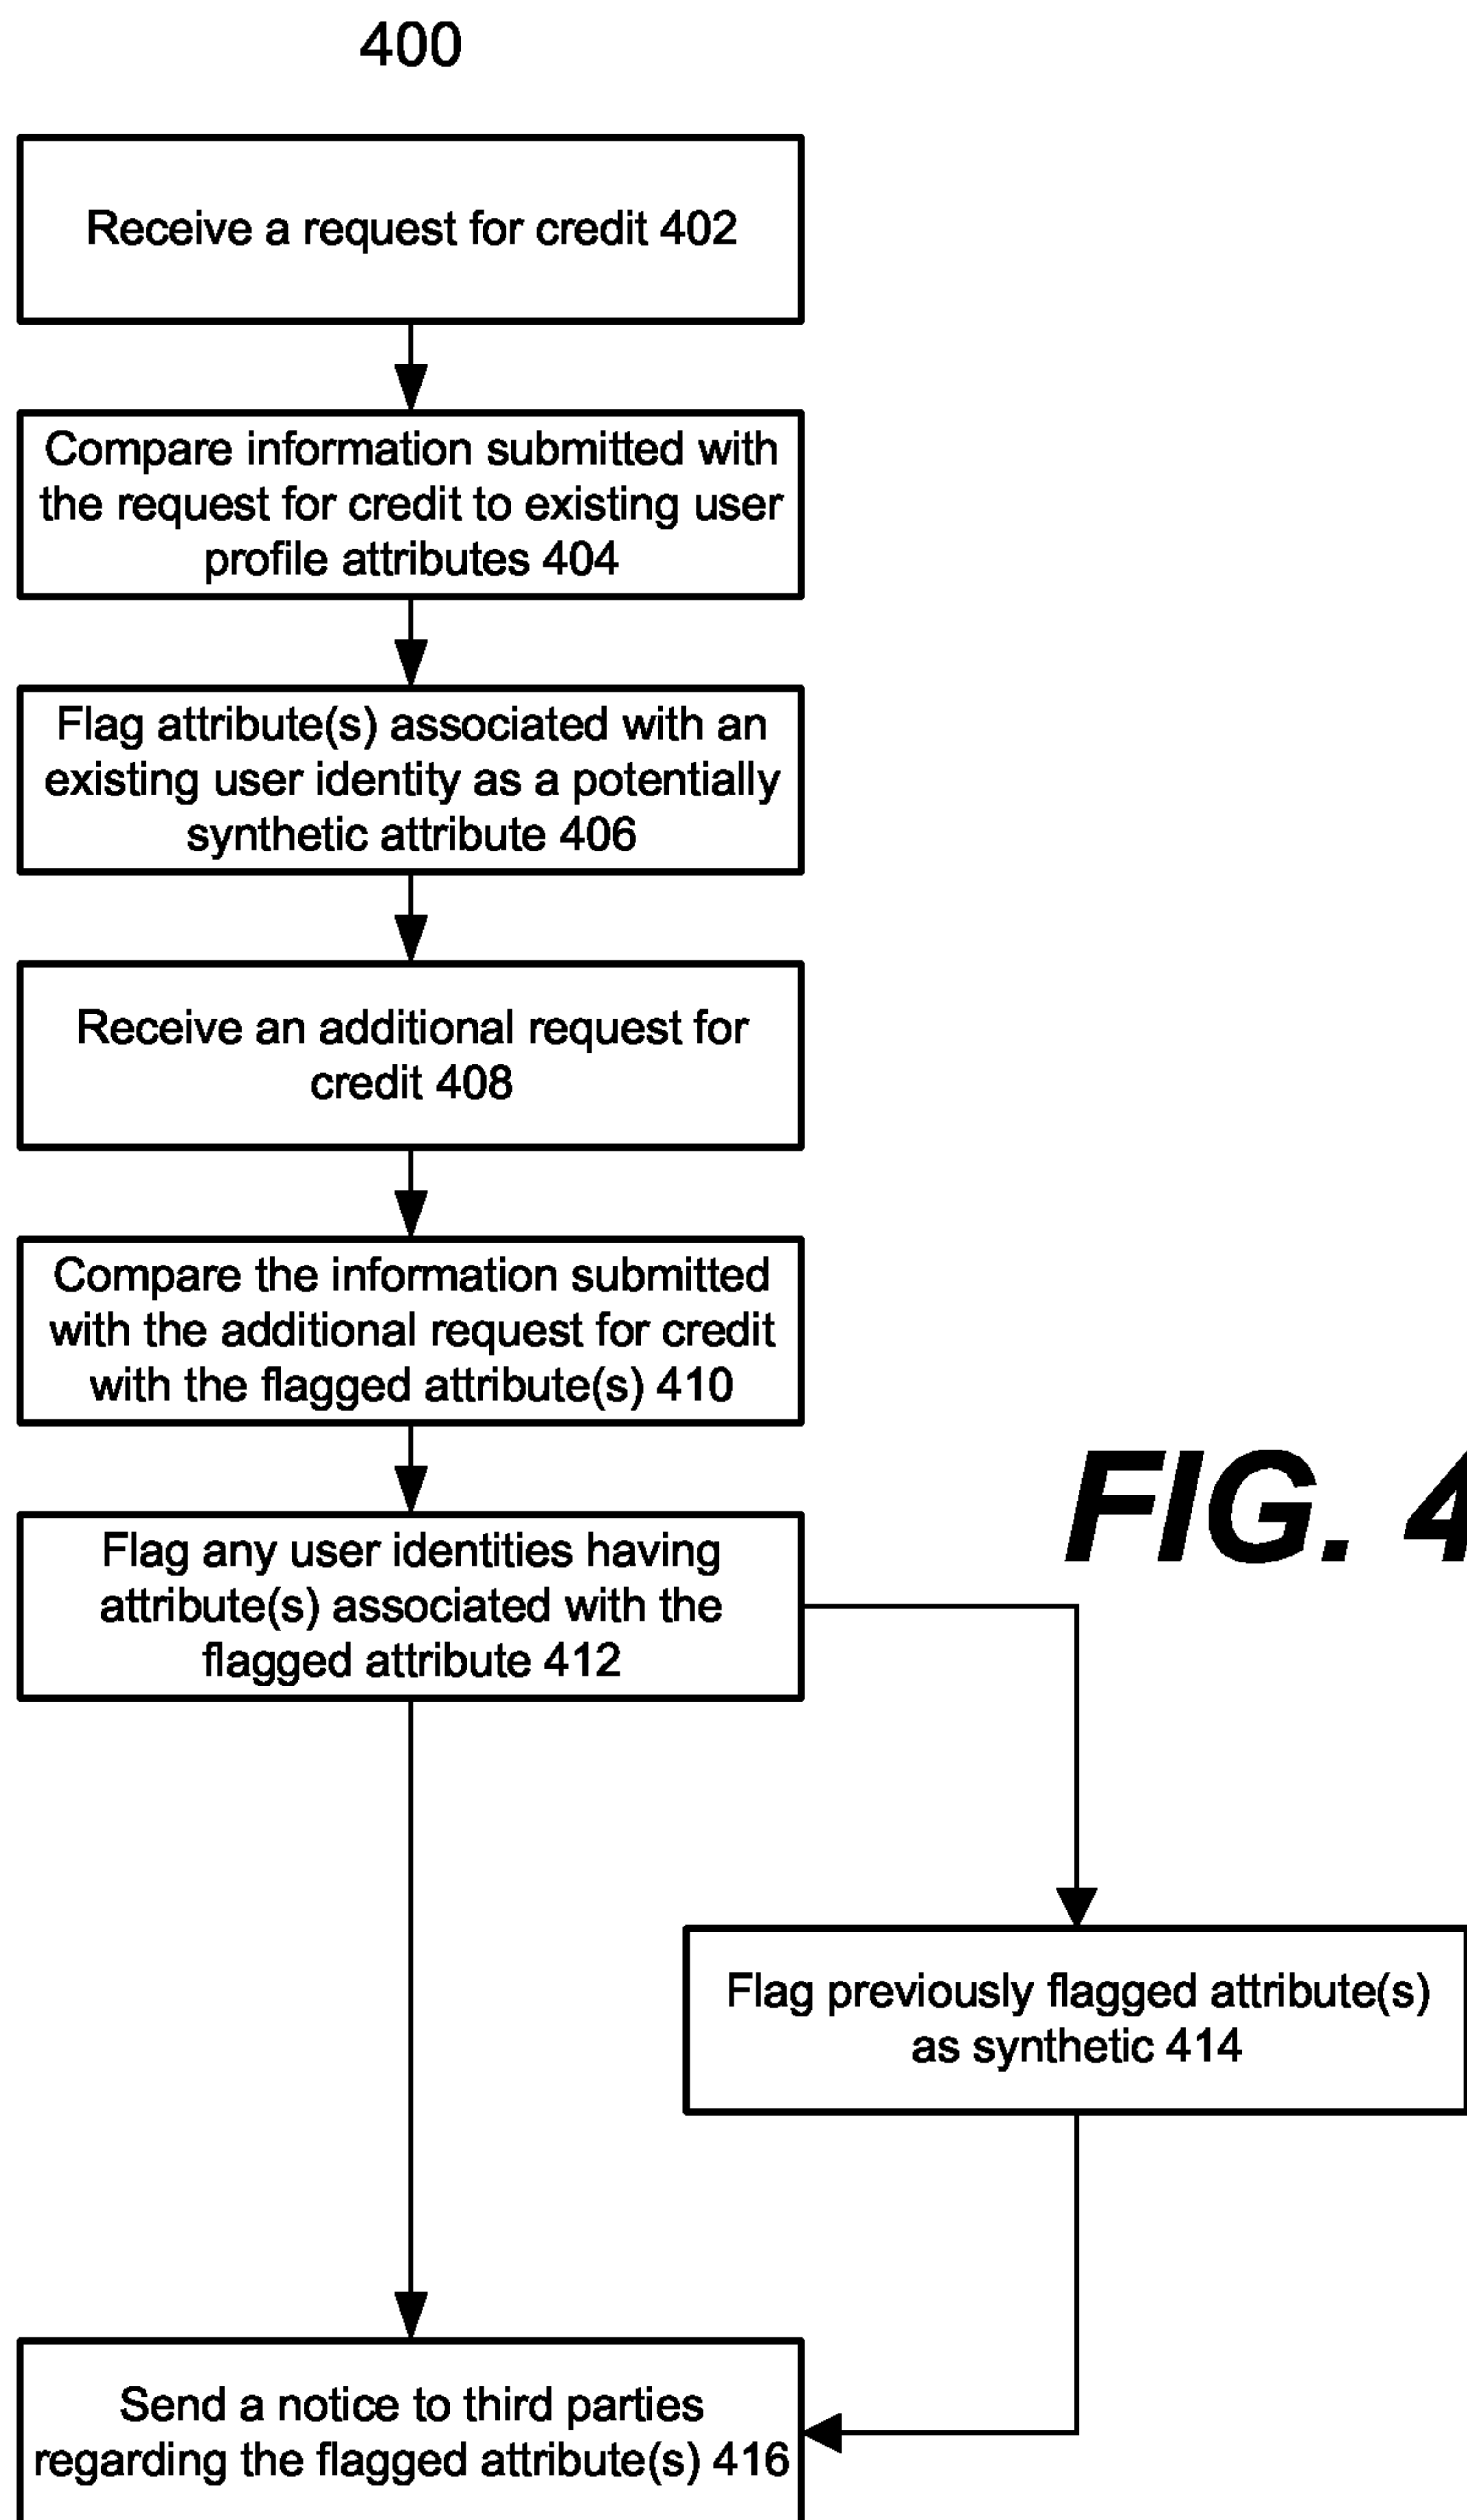 400
Receive a request for credit 402
Compare information submitted with
the request for credit to existing user
profile attributes 404
Flag attribute(s) associated with an
existing user identity as a potentially
synthetic attribute 406
Receive an additional request for
credit 408
Compare the information submitted
with the additional request for credit
with the flagged attribute(s) 410
FIG. 4
Flag any user identities having
attribute(s) associated with the
flagged attribute 412
Flag previously flagged attribute(s)
as synthetic 414
Send a notice to third parties
regarding the flagged attribute(s) 416